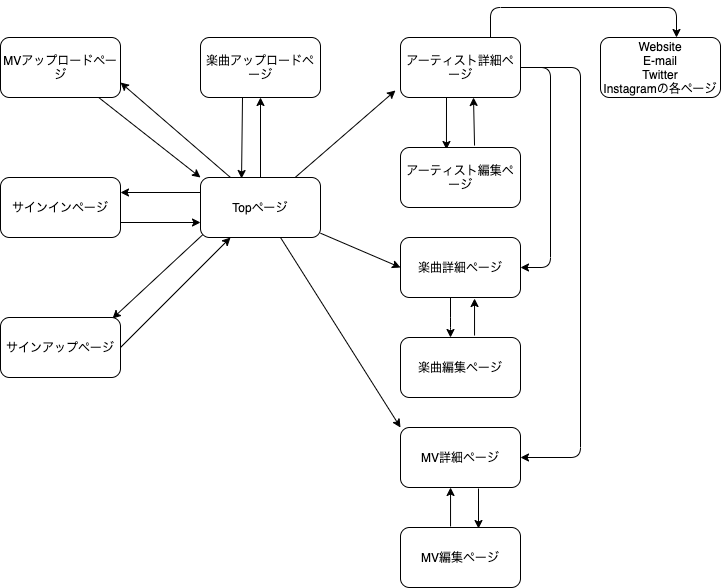 MVアップロードペ
ージ
楽曲アップロードペ
ージ
アーティスト詳細ペ
ージ
Website
E-mail
Twitter
Instagramの各ページ
アーティスト編集ペ
ージ
サインインページ
Topページ
楽曲詳細ページ
サインアップページ
楽曲編集ページ
MV詳細ページ
MV編集ページ